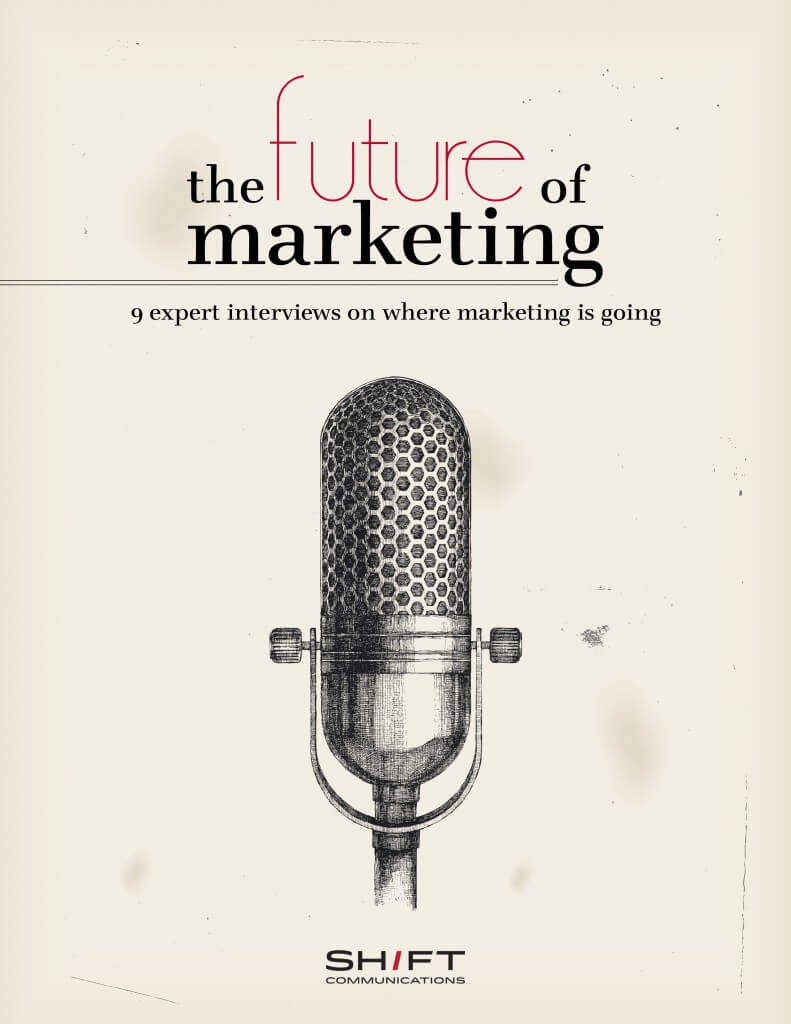 the future of
marketing
9 expert interviews on where marketing is going
SHIFT
COMMUNICATIONS